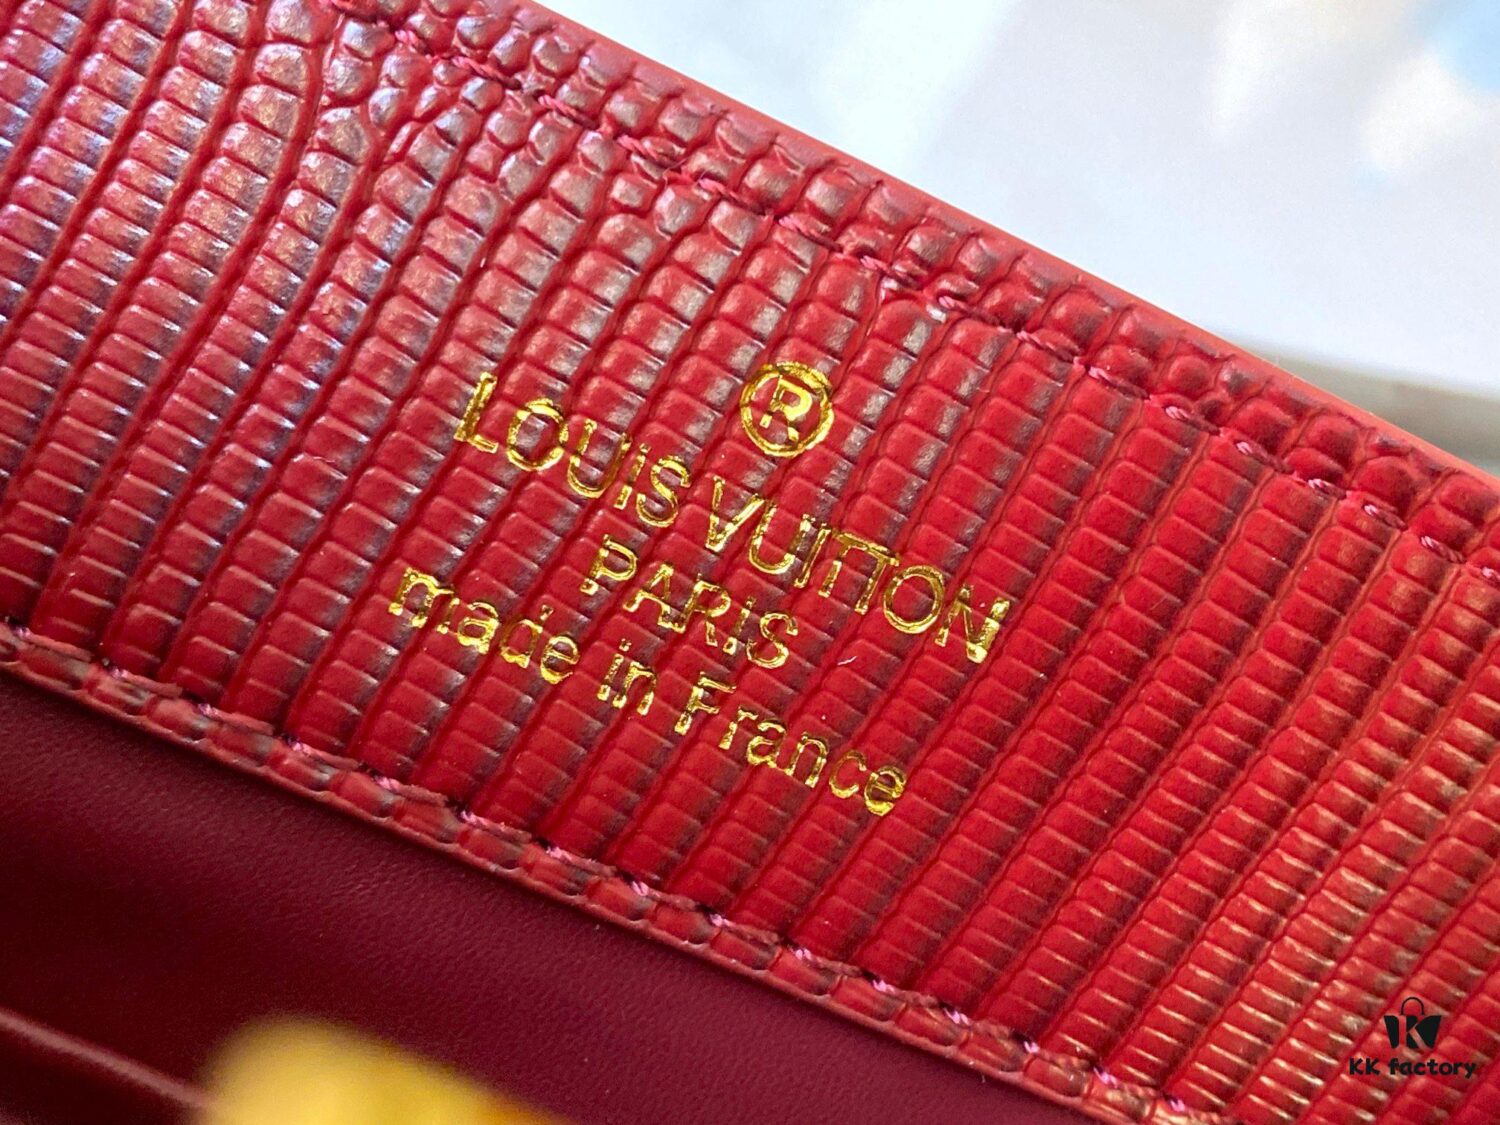 ®
LOUIS VUITTON
PARIS
made in France
KK factory